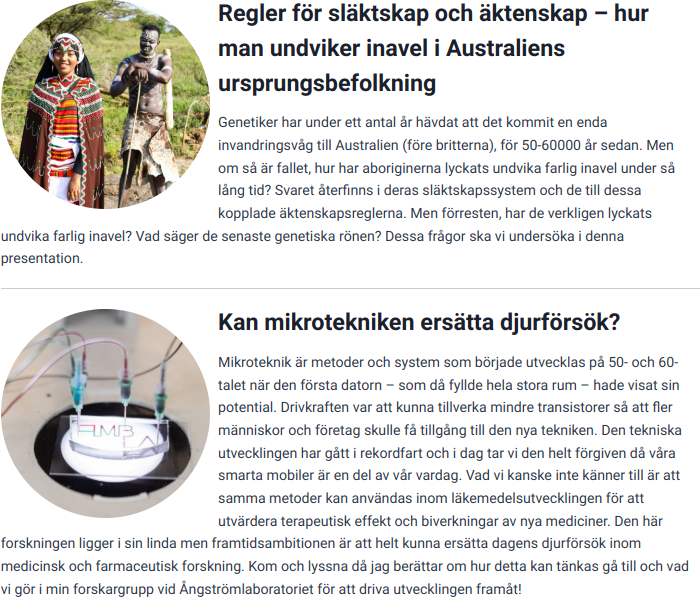 Regler för släktskap och äktenskap – hur
man undviker inavel i Australiens
ursprungsbefolkning
Genetiker har under ett antal år hävdat att det kommit en enda
invandringsvåg till Australien (före britterna), för 50-60000 år sedan. Men
om så är fallet, hur har aboriginerna lyckats undvika farlig inavel under så
lång tid? Svaret återfinns i deras släktskapssystem och de till dessa
kopplade äktenskapsreglerna. Men förresten, har de verkligen lyckats
undvika farlig inavel? Vad säger de senaste genetiska rönen? Dessa frågor ska vi undersöka i denna
presentation.
Kan mikrotekniken ersätta djurförsök?
Mikroteknik är metoder och system som började utvecklas på 50- och 60-
talet när den första datorn – som då fyllde hela stora rum – hade visat sin
potential. Drivkraften var att kunna tillverka mindre transistorer så att fler
människor och företag skulle få tillgång till den nya tekniken. Den tekniska
utvecklingen har gått i rekordfart och i dag tar vi den helt förgiven då våra
smarta mobiler är en del av vår vardag. Vad vi kanske inte känner till är att
samma metoder kan användas inom läkemedelsutvecklingen för att
utvärdera terapeutisk effekt och biverkningar av nya mediciner. Den här
forskningen ligger i sin linda men framtidsambitionen är att helt kunna ersätta dagens djurförsök inom
medicinsk och farmaceutisk forskning. Kom och lyssna då jag berättar om hur detta kan tänkas gå till och vad
vi gör i min forskargrupp vid Ångströmlaboratoriet för att driva utvecklingen framåt!